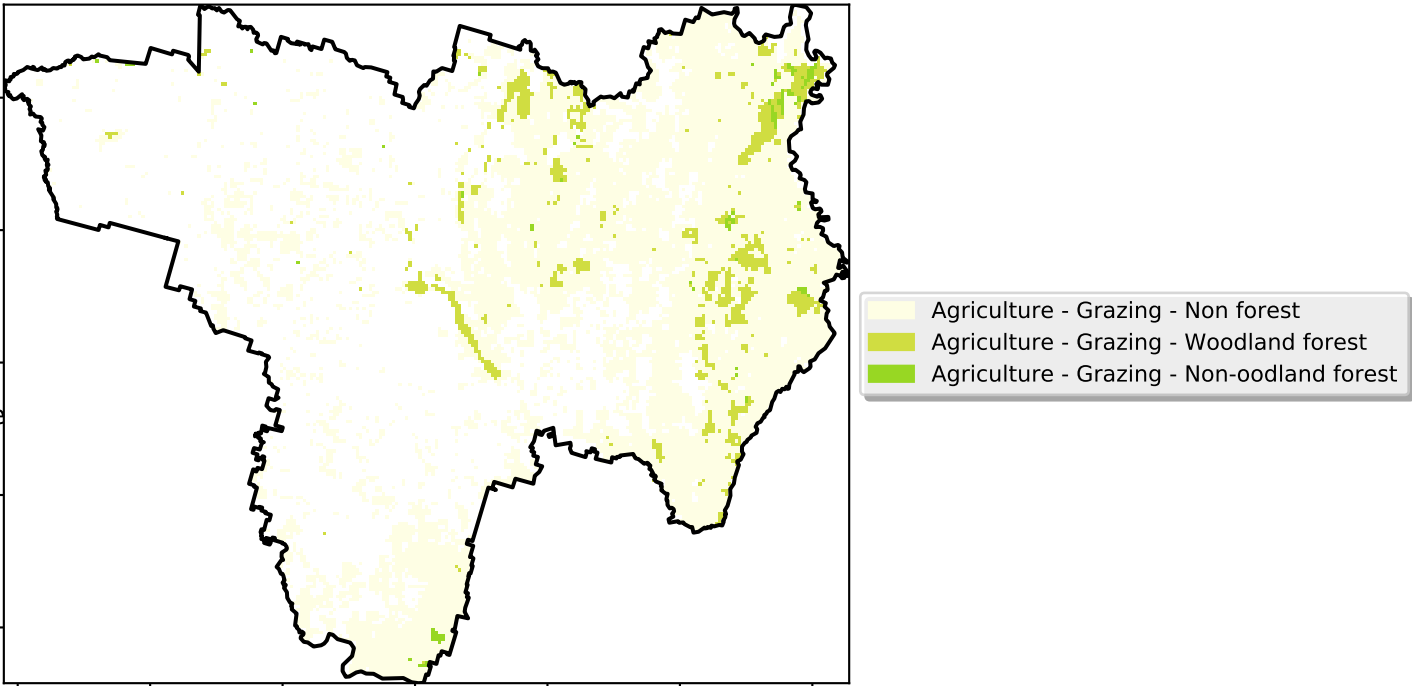 Agriculture - Grazing - Non forest
Agriculture - Grazing - Woodland forest
Agriculture - Grazing - Non-oodland forest